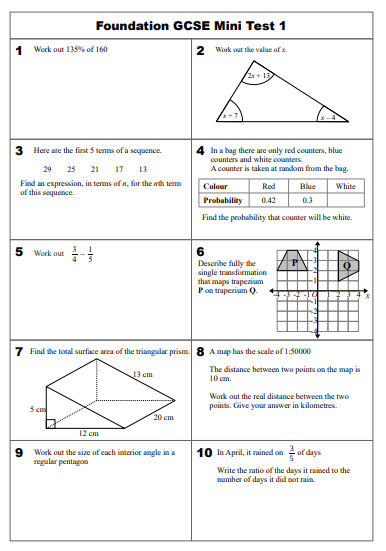 Foundation GCSE Mini Test 1
1 Work out 135% of 160
2 Work out the value of x.
2x + 13
x + 7
x – 4
3 Here are the first 5 terms of a sequence.
29 25 21 17 13
Find an expression, in terms of n, for the nth term
of this sequence.
4 In a bag there are only red counters, blue
counters and white counters.
A counter is taken at random from the bag.
Colour Red Blue White
Probability 0.42 0.3
Find the probability that counter will be white.
5 Work out 3/4 – 1/5
6
Describe fully the
single transformation
that maps trapezium
P on trapezium Q.
P
Q
4
3
2
1
-4 -3 -2 -1 O 1 2 3 4 x
-1
-2
-3
-4
7 Find the total surface area of the triangular prism.
13 cm
5 cm
20 cm
12 cm
8 A map has the scale of 1:50000
The distance between two points on the map is
10 cm.
Work out the real distance between the two
points. Give your answer in kilometres.
9 Work out the size of each interior angle in a
regular pentagon
10 In April, it rained on 3/5 of days
Write the ratio of the days it rained to the
number of days it did not rain.